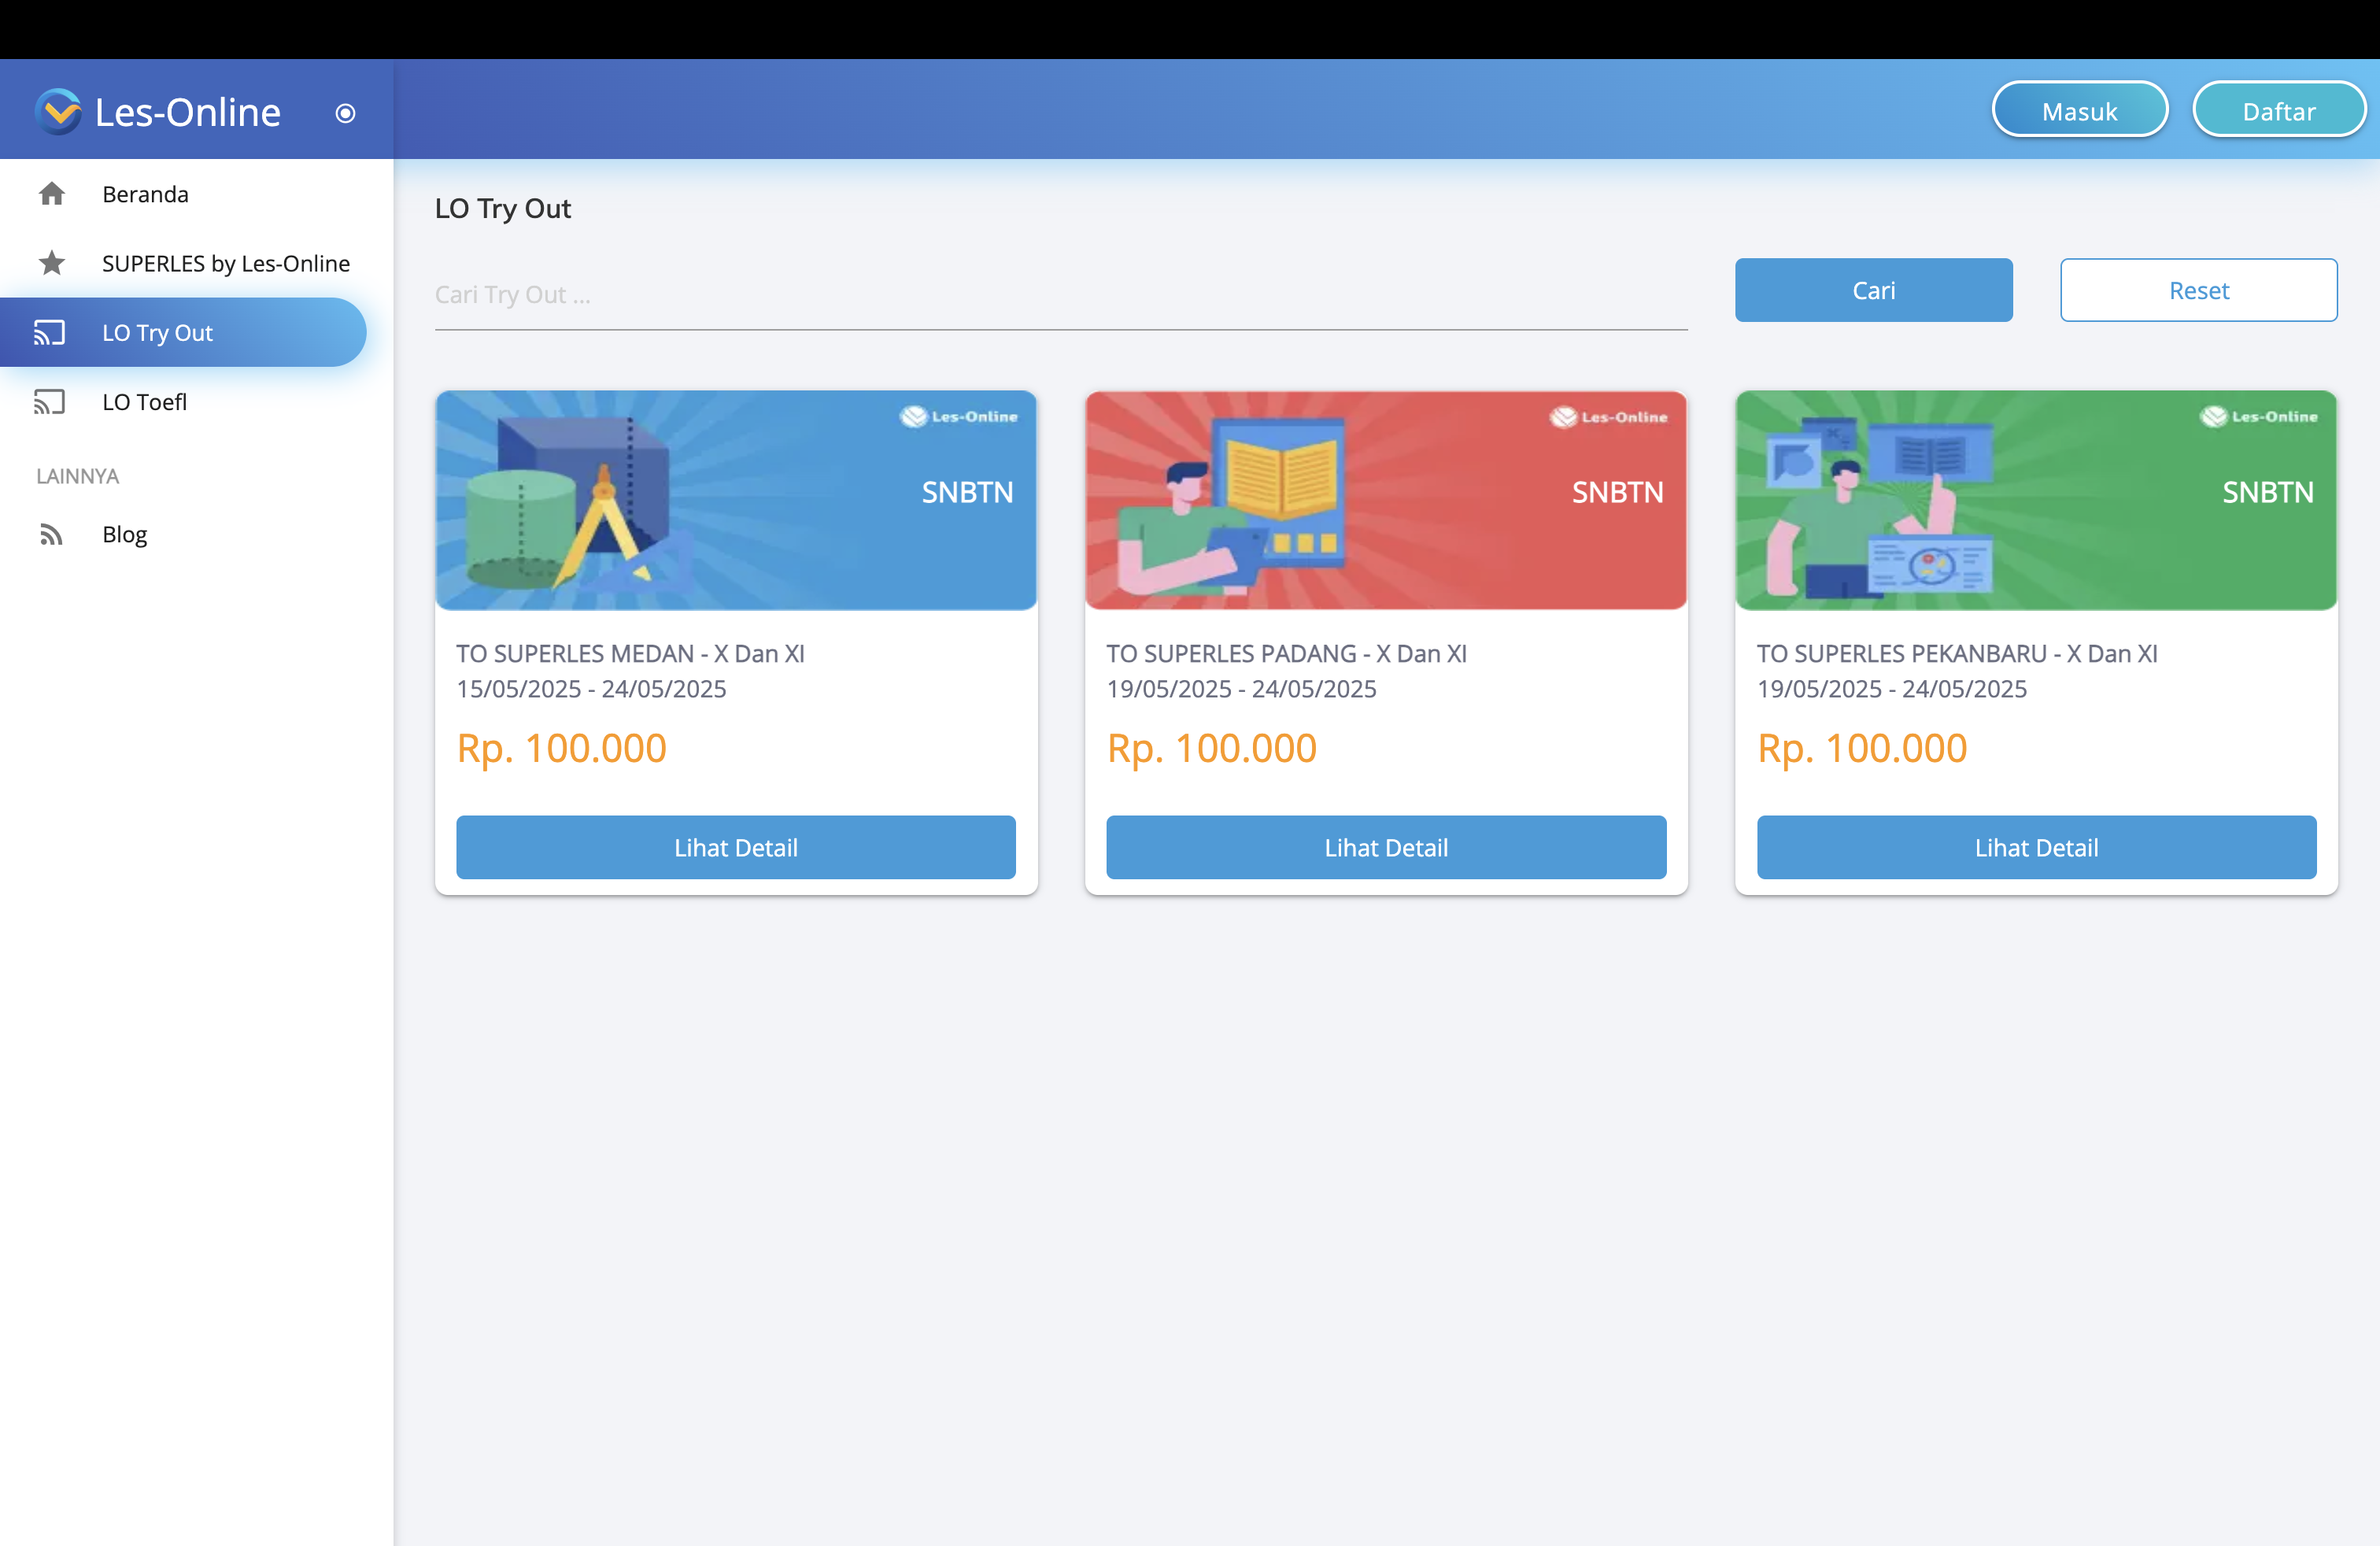 Les-Online
Masuk
Daftar
Beranda
SUPERLES by Les-Online
LO Try Out
LO Toefl
LAINNYA
Blog
LO Try Out
Cari Try Out ...
Cari
Reset
Les-Online
SNBTN
TO SUPERLES MEDAN - X Dan XI
15/05/2025 - 24/05/2025
Rp. 100.000
Lihat Detail
Les-Online
SNBTN
TO SUPERLES PADANG - X Dan XI
19/05/2025 - 24/05/2025
Rp. 100.000
Lihat Detail
Les-Online
SNBTN
TO SUPERLES PEKANBARU - X Dan XI
19/05/2025 - 24/05/2025
Rp. 100.000
Lihat Detail